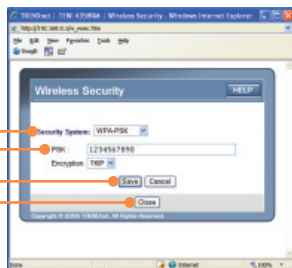 TRENDnet | TEW-435BRM | Wireless Security - Windows Internet Explorer
File Edit View Favorites Tools Help
SnagIt
Wireless Security
HELP
Security System: WPA-PSK
PSK: 1234567890
Encryption: TKIP
Save Cancel
Close
Copyright © 2006 TRENDnet. All Rights Reserved.
Done Internet 100%